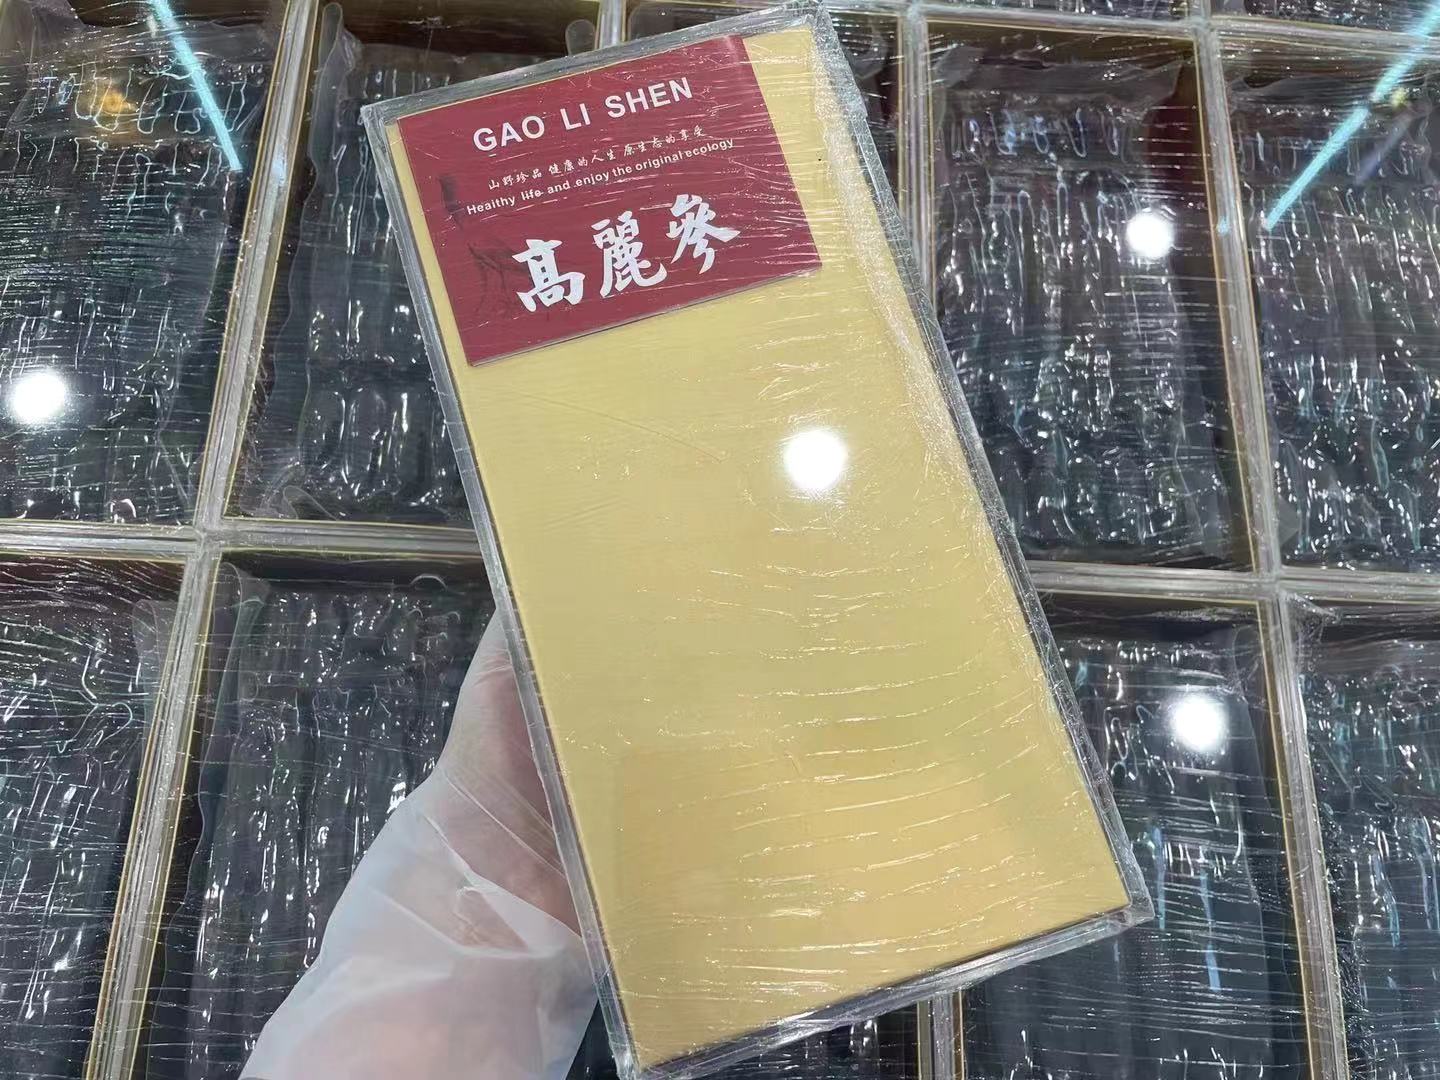 GAO LI SHEN
山野珍品 健康的人生 原生态的享受
Heaithy life and enjoy the original ecology
高麗參